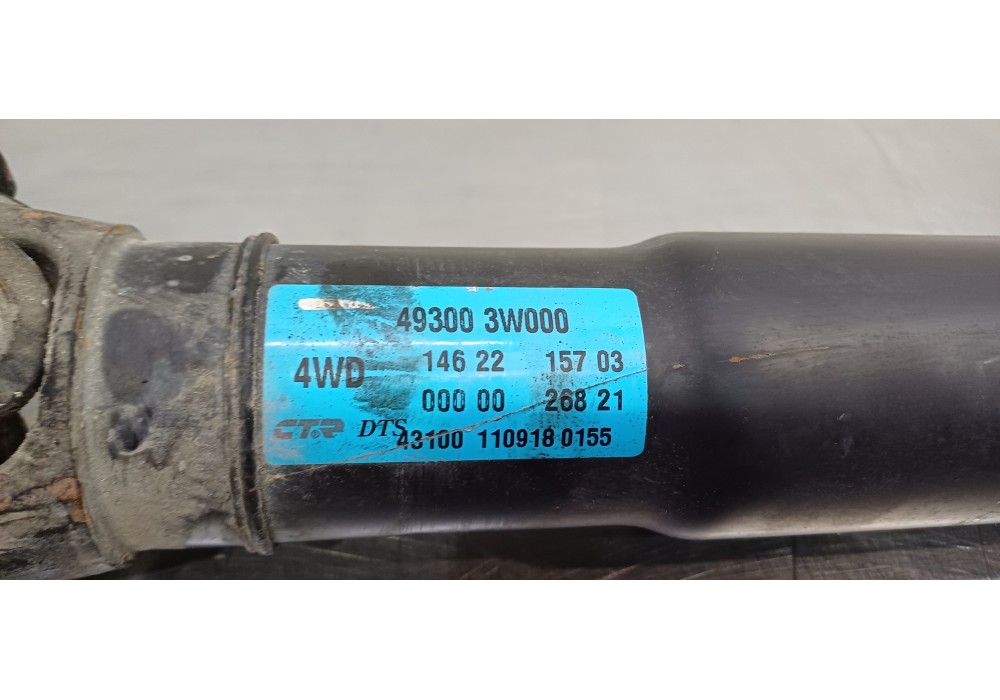 49300 3W000
4WD 146 22 157 03
000 00 268 21
CTR DTS 43100 110918 0155